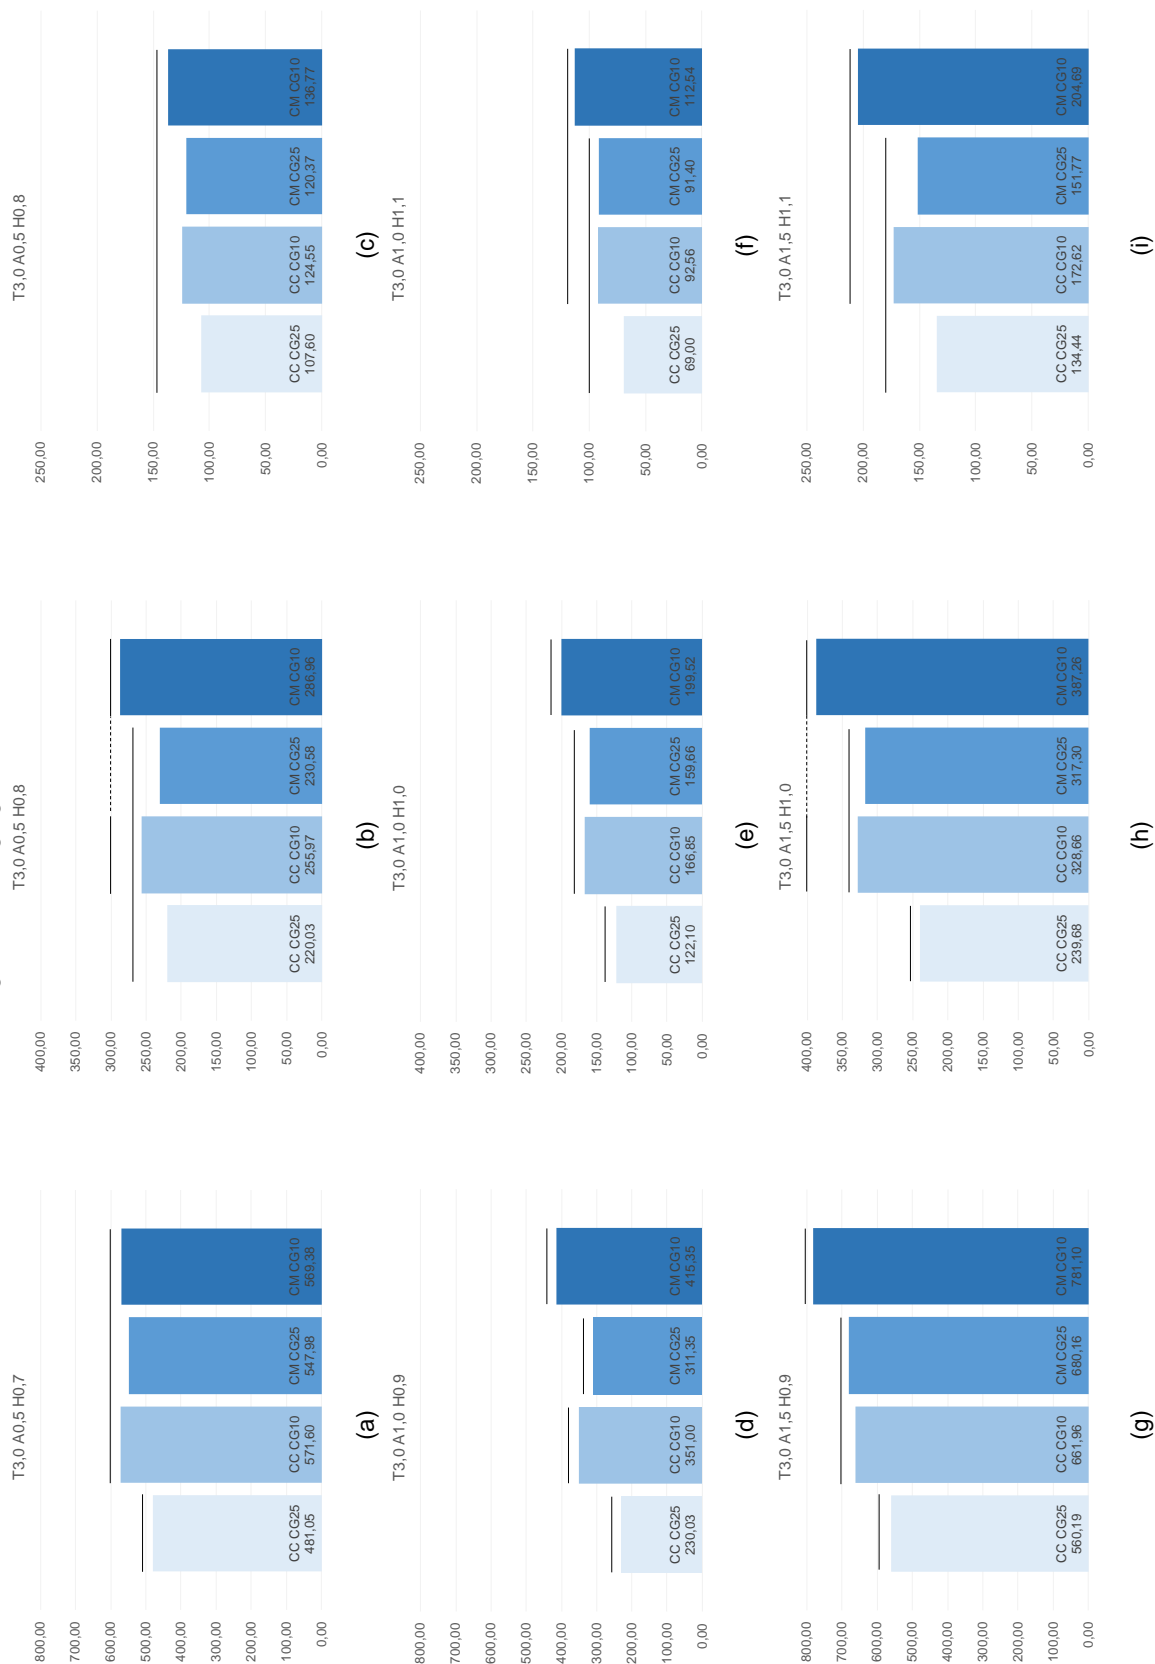 T3,0 A0,5 H0,7
800,00
700,00
600,00
500,00
400,00
300,00
200,00
100,00
0,00
CC CG25
481,05
CC CG10
571,60
CM CG25
547,98
CM CG10
569,38
(a)
T3,0 A0,5 H0,8
400,00
350,00
300,00
250,00
200,00
150,00
100,00
50,00
0,00
CC CG25
220,03
CC CG10
255,97
CM CG25
230,58
CM CG10
286,96
(b)
T3,0 A0,5 H0,8
250,00
200,00
150,00
100,00
50,00
0,00
CC CG25
107,60
CC CG10
124,55
CM CG25
120,37
CM CG10
136,77
(c)
T3,0 A1,0 H0,9
800,00
700,00
600,00
500,00
400,00
300,00
200,00
100,00
0,00
CC CG25
230,03
CC CG10
351,00
CM CG25
311,35
CM CG10
415,35
(d)
T3,0 A1,0 H1,0
400,00
350,00
300,00
250,00
200,00
150,00
100,00
50,00
0,00
CC CG25
122,10
CC CG10
166,85
CM CG25
159,66
CM CG10
199,52
(e)
T3,0 A1,0 H1,1
250,00
200,00
150,00
100,00
50,00
0,00
CC CG25
69,00
CC CG10
92,56
CM CG25
91,40
CM CG10
112,54
(f)
T3,0 A1,5 H0,9
800,00
700,00
600,00
500,00
400,00
300,00
200,00
100,00
0,00
CC CG25
560,19
CC CG10
661,96
CM CG25
680,16
CM CG10
781,10
(g)
T3,0 A1,5 H1,0
400,00
350,00
300,00
250,00
200,00
150,00
100,00
50,00
0,00
CC CG25
239,68
CC CG10
328,66
CM CG25
317,30
CM CG10
387,26
(h)
T3,0 A1,5 H1,1
250,00
200,00
150,00
100,00
50,00
0,00
CC CG25
134,44
CC CG10
172,62
CM CG25
151,77
CM CG10
204,69
(i)